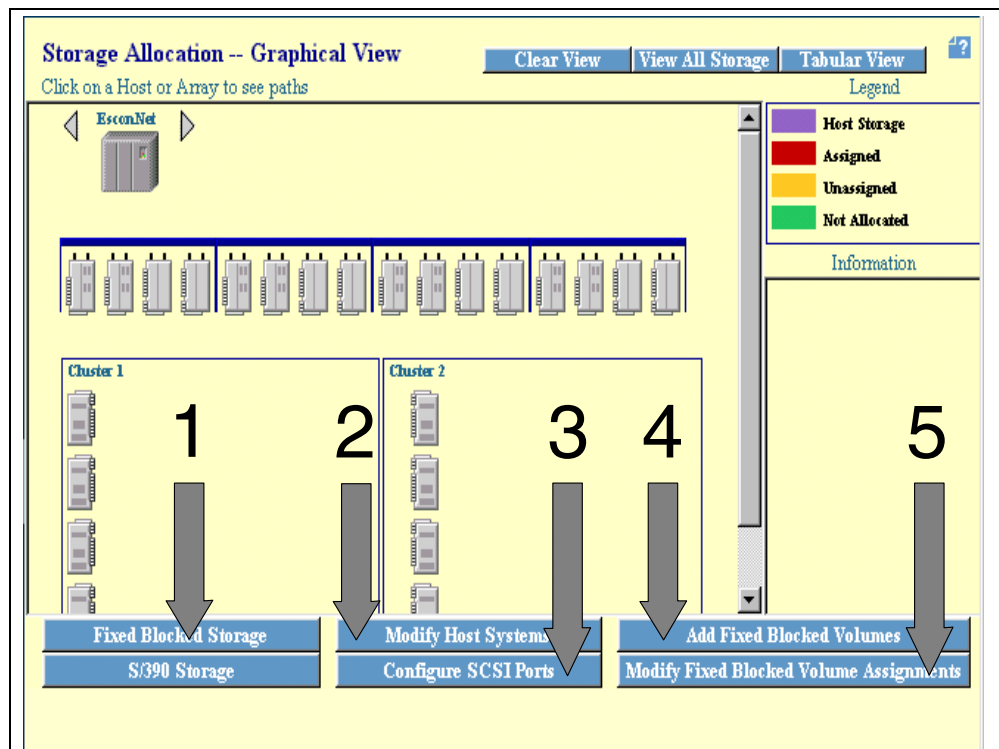 Storage Allocation -- Graphical View
Clear View
View All Storage
Tabular View
?
Click on a Host or Array to see paths
Legend
EsconNet
Host Storage
Assigned
Unassigned
Not Allocated
Information
Cluster 1
Cluster 2
1
2
3
4
5
Fixed Blocked Storage
Modify Host Systems
Add Fixed Blocked Volumes
S/390 Storage
Configure SCSI Ports
Modify Fixed Blocked Volume Assignments